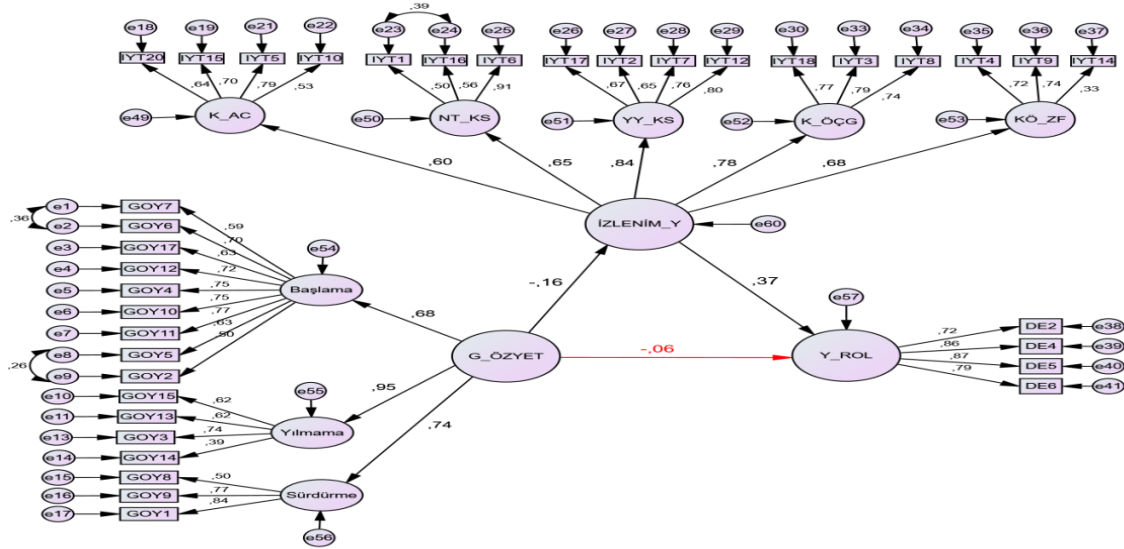 e18 e19 e21 e22 ,39 e23 e24 e25 e26 e27 e28 e29 e30 e33 e34 e35 e36 e37
IYT20 IYT15 IYT5 IYT10 IYT1 IYT16 IYT6 IYT17 IYT2 IYT7 IYT12 IYT18 IYT3 IYT8 IYT4 IYT9 IYT14
,64 ,70 ,79 ,53 ,50 ,56 ,91 ,67 ,65 ,76 ,80 ,77 ,79 ,74 ,72 ,74 ,33
e49 K_AC e50 NT_KS e51 YY_KS e52 K_ÖÇG e53 KÖ_ZF
,60 ,65 ,84 ,78 ,68
İZLENİM_Y e60
,36 e1 GOY7 ,59
e2 GOY6 ,70
e3 GOY17 ,63
e4 GOY12 ,72
e5 GOY4 ,75
e6 GOY10 ,75
e7 GOY11 ,77
,26 e8 GOY5 ,63
e9 GOY2 ,50
e54
Başlama
,68
-,16
,37
e57
G_ÖZYET -,06 Y_ROL
,72 DE2 e38
,86 DE4 e39
,87 DE5 e40
,79 DE6 e41
,95
,74
e10 GOY15 ,62
e11 GOY13 ,62
e13 GOY3 ,74
e14 GOY14 ,39
e55
Yılmama
e15 GOY8 ,50
e16 GOY9 ,77
e17 GOY1 ,84
Sürdürme
e56